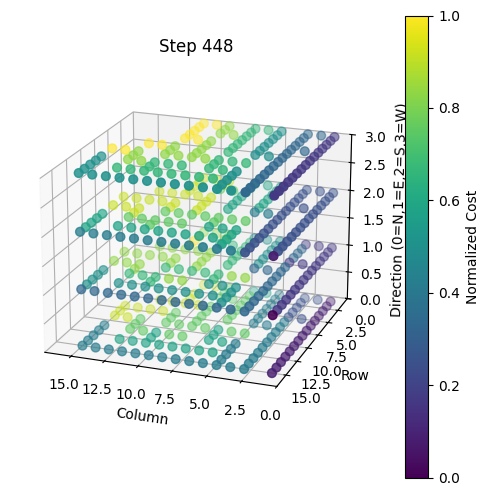 Step 448
15.0 12.5 10.0 7.5 5.0 2.5 0.0
Column
0.0 2.5 5.0 7.5 10.0 12.5 15.0
Row
3.0
2.5
2.0
1.5
1.0
0.5
0.0
Direction (0=N,1=E,2=S,3=W)
1.0
0.8
0.6
0.4
0.2
0.0
Normalized Cost